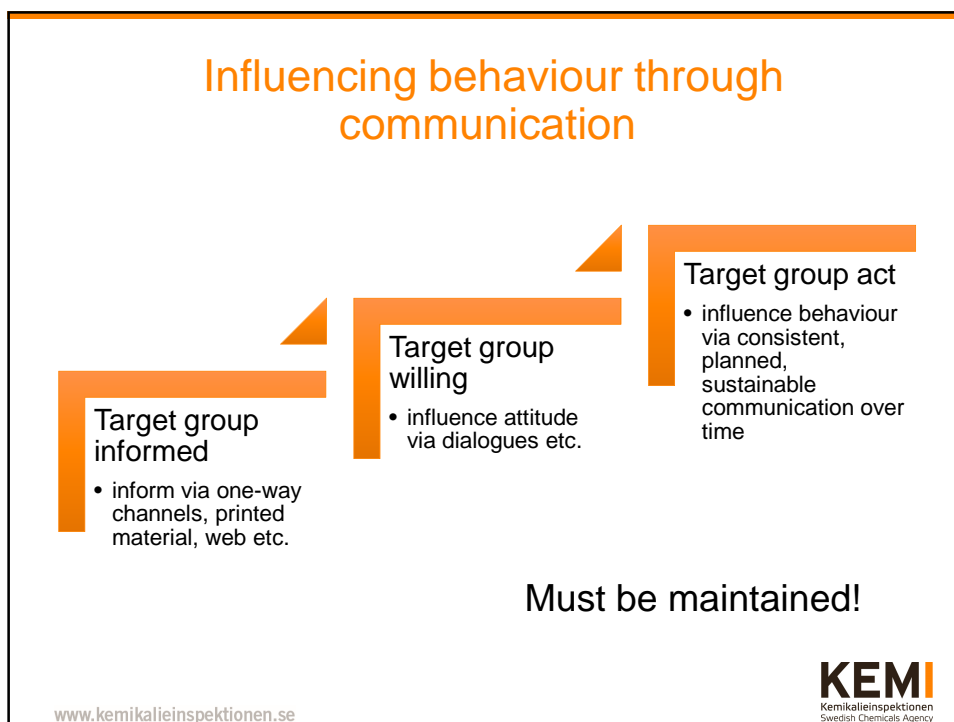 Influencing behaviour through
communication
Target group
informed
• inform via one-way
channels, printed
material, web etc.
Target group
willing
• influence attitude
via dialogues etc.
Target group act
• influence behaviour
via consistent,
planned,
sustainable
communication over
time
Must be maintained!
www.kemikalieinspektionen.se
KEMI
Kemikalieinspektionen
Swedish Chemicals Agency